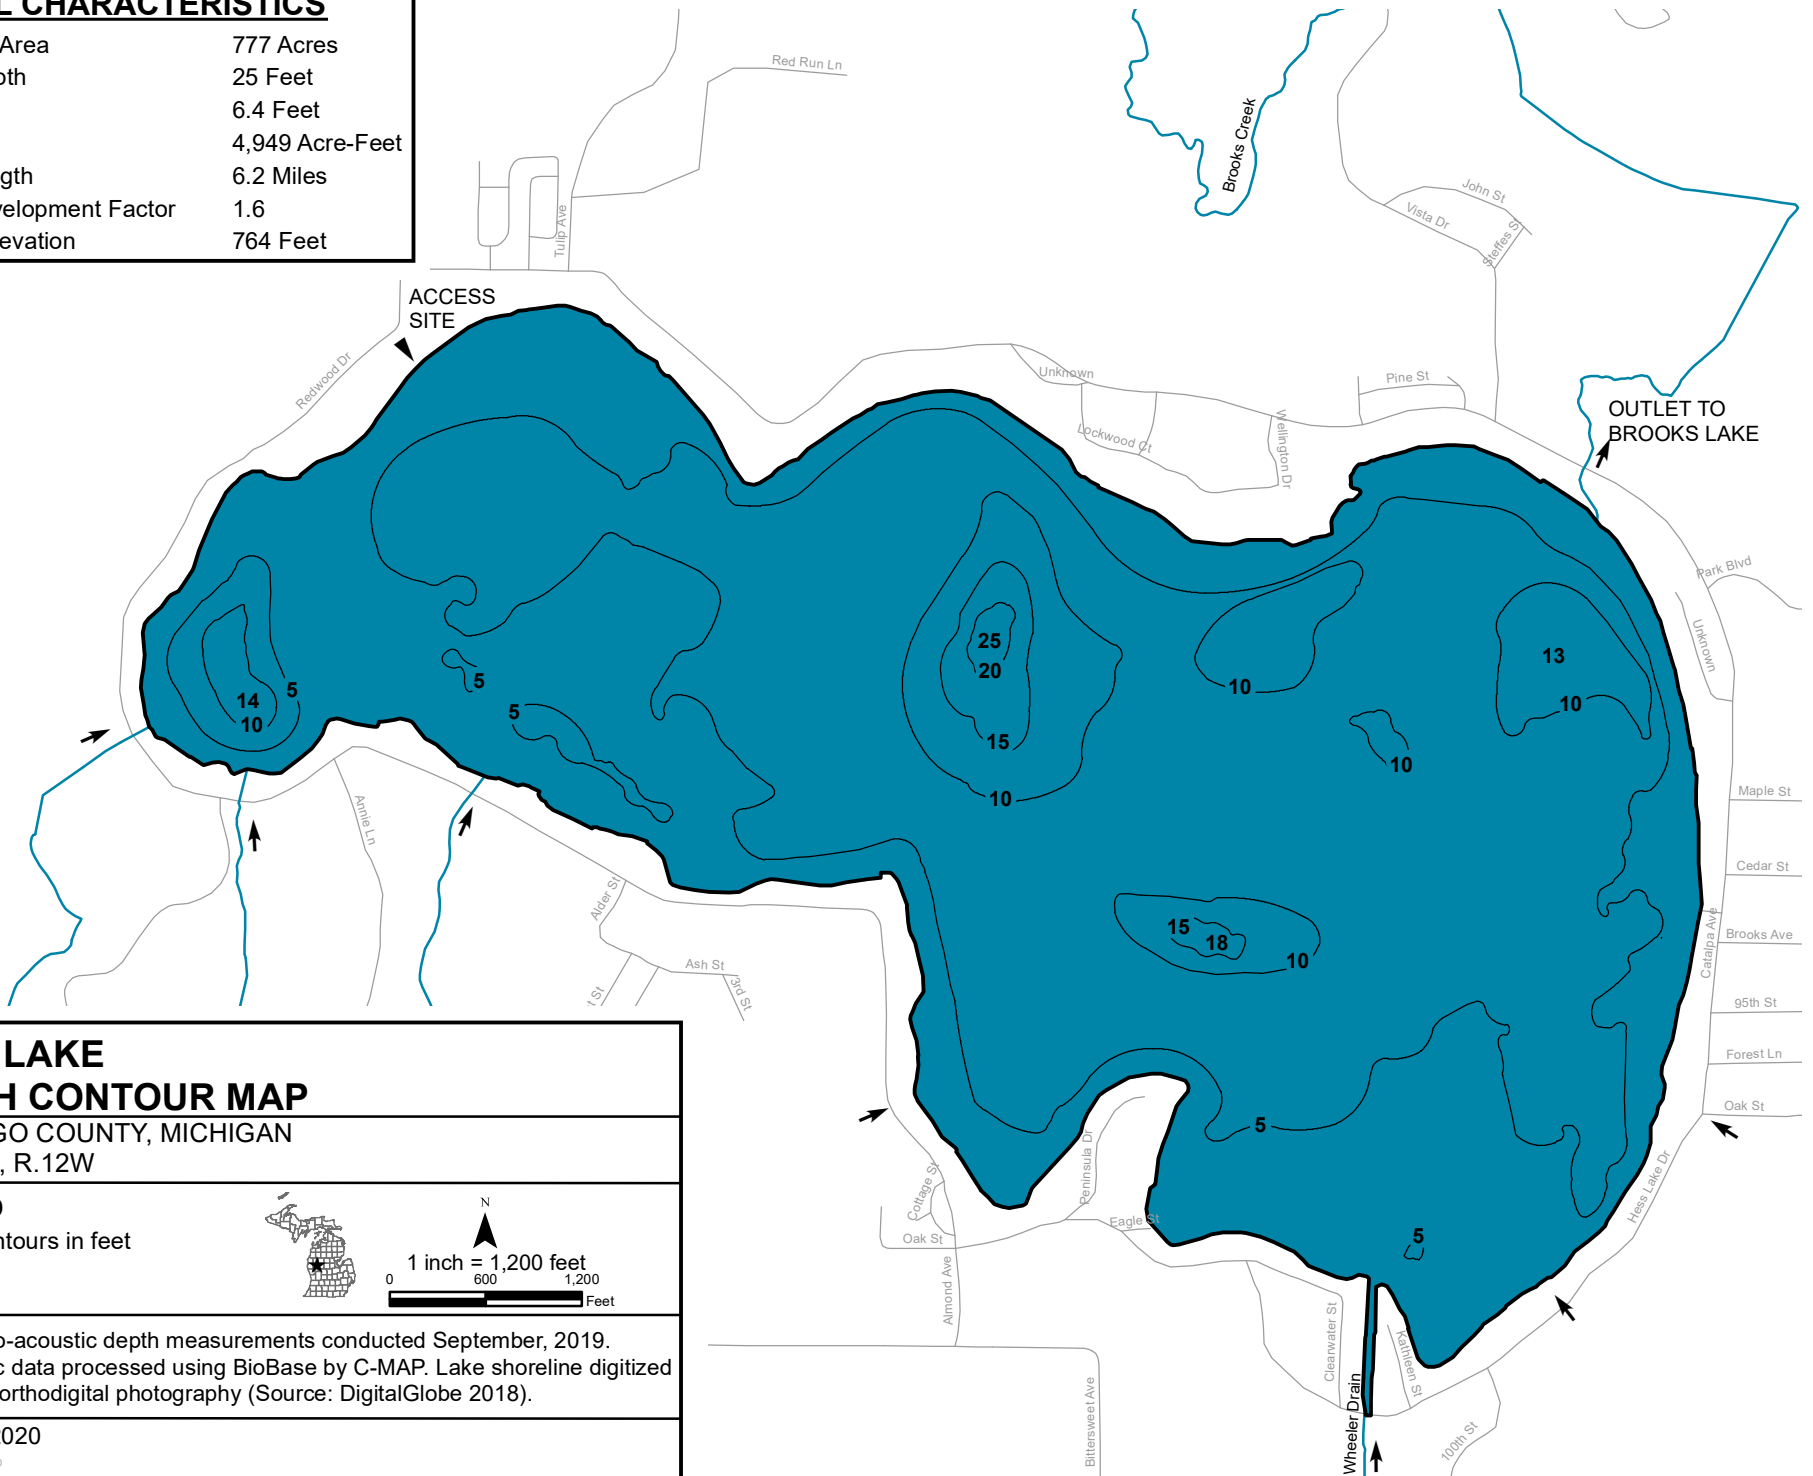 L CHARACTERISTICS
Area 777 Acres
pth 25 Feet
6.4 Feet
4,949 Acre-Feet
gth 6.2 Miles
velopment Factor 1.6
levation 764 Feet
Red Run Ln
Brooks Creek
John St
Vista Dr
Steffes St
Tulip Ave
ACCESS
SITE
Redwood Dr
Unknown
Pine St
Lockwood Ct
Wellington Dr
OUTLET TO
BROOKS LAKE
Park Blvd
Unknown
25
20
15
10
10
13
10
10
5
14
10
5
5
Maple St
Cedar St
Catalpa Ave
Brooks Ave
95th St
Forest Ln
Oak St
Annie Ln
Alder St
Ash St
3rd St
t St
15
18
10
5
5
Peninsula Dr
Cottage St
Eagle St
Oak St
Almond Ave
Hess Lake Dr
Clearwater St
Kathleen St
Wheeler Drain
Bittersweet Ave
100th St
LAKE
H CONTOUR MAP
GO COUNTY, MICHIGAN
, R.12W
ntours in feet
N
1 inch = 1,200 feet
0 600 1,200
Feet
o-acoustic depth measurements conducted September, 2019.
c data processed using BioBase by C-MAP. Lake shoreline digitized
orthodigital photography (Source: DigitalGlobe 2018).
2020